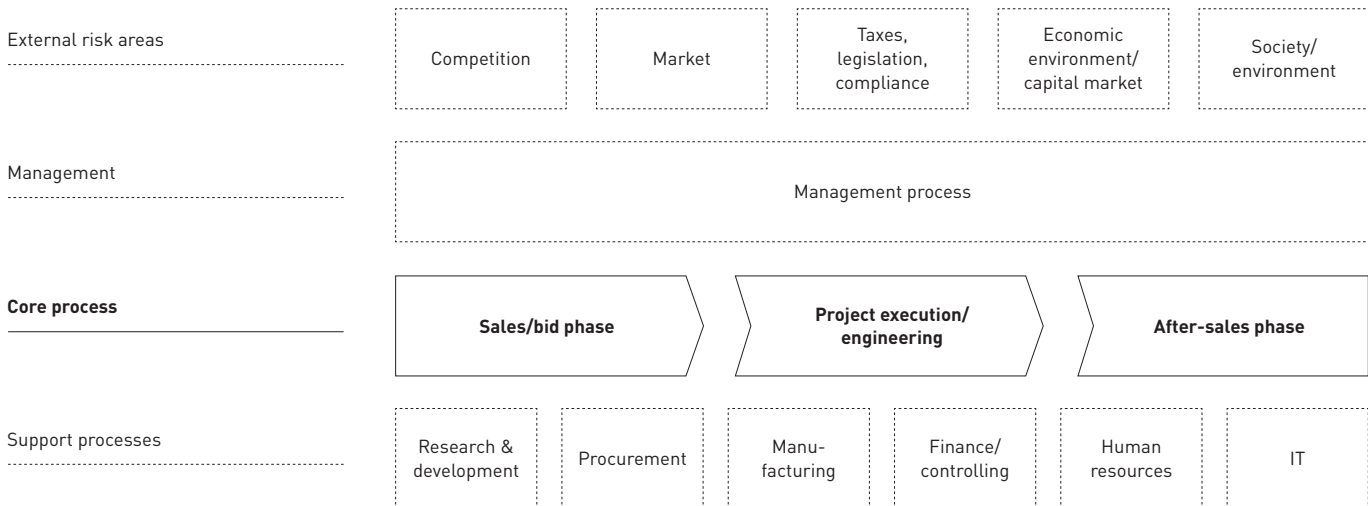 External risk areas
Competition
Market
Taxes,
legislation,
compliance
Economic
environment/
capital market
Society/
environment
Management
Management process
Core process
Sales/bid phase
Project execution/
engineering
After-sales phase
Support processes
Research &
development
Procurement
Manu-
facturing
Finance/
controlling
Human
resources
IT